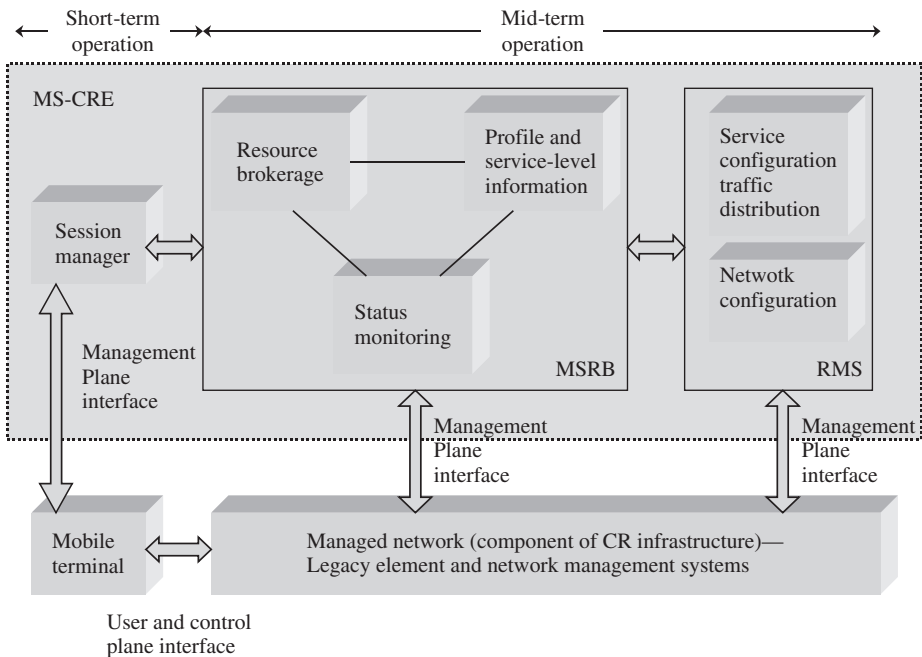 Short-term
operation
Mid-term
operation
MS-CRE
Resource
brokerage
Profile and
service-level
information
Service
configuration
traffic
distribution
Session
manager
Netwotk
configuration
Status
monitoring
MSRB
RMS
Management
Plane
interface
Management
Plane
interface
Management
Plane
interface
Mobile
terminal
Managed network (component of CR infrastructure)—
Legacy element and network management systems
User and control
plane interface